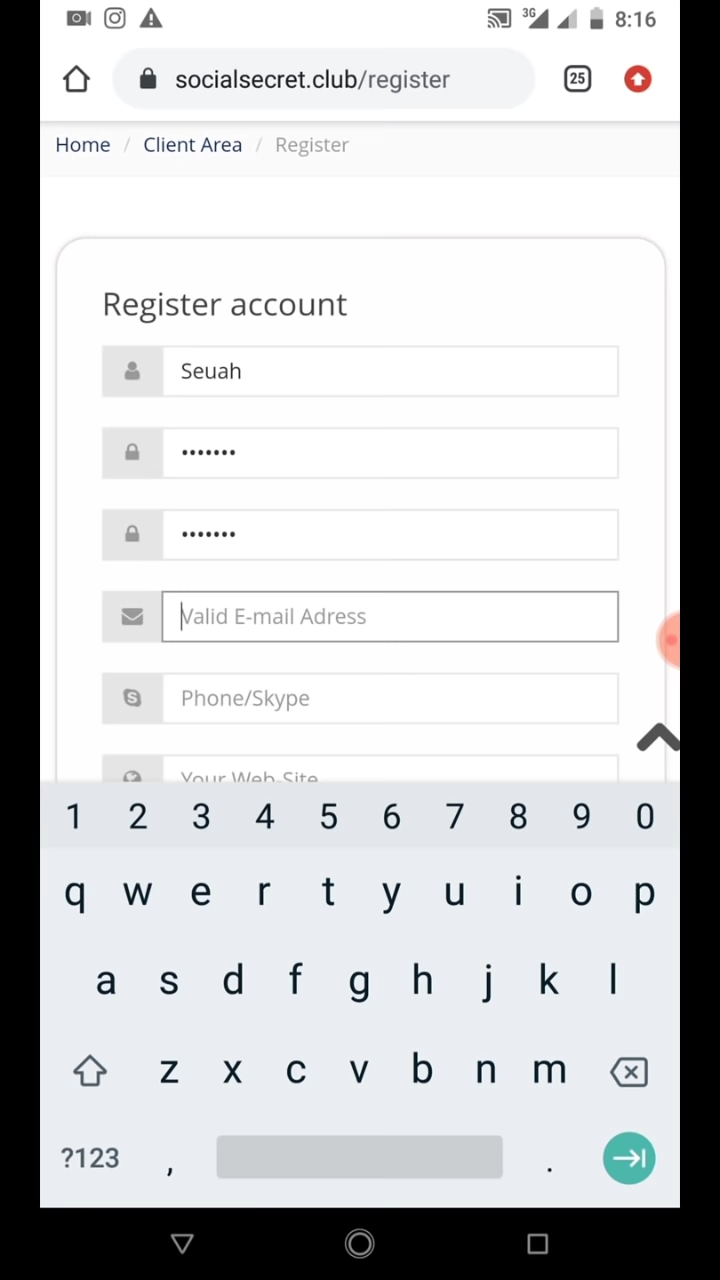 3G 8:16
socialsecret.club/register 25
Home / Client Area / Register
Register account
Seuah
•••••••
•••••••
Valid E-mail Adress
Phone/Skype
Your Web-Site
1 2 3 4 5 6 7 8 9 0
q w e r t y u i o p
a s d f g h j k l
z x c v b n m
?123 , .